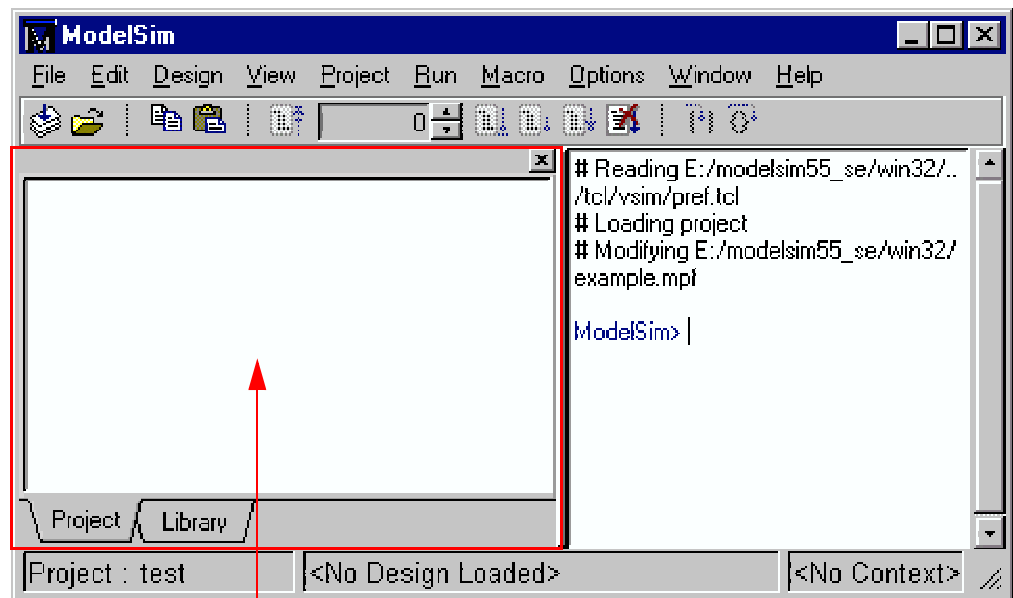 ModelSim
File Edit Design View Project Run Macro Options Window Help
0
# Reading E:/modelsim55_se/win32/..
/tcl/vsim/pref.tcl
# Loading project
# Modifying E:/modelsim55_se/win32/
example.mpf
ModelSim>
Project Library
Project : test <No Design Loaded> <No Context>